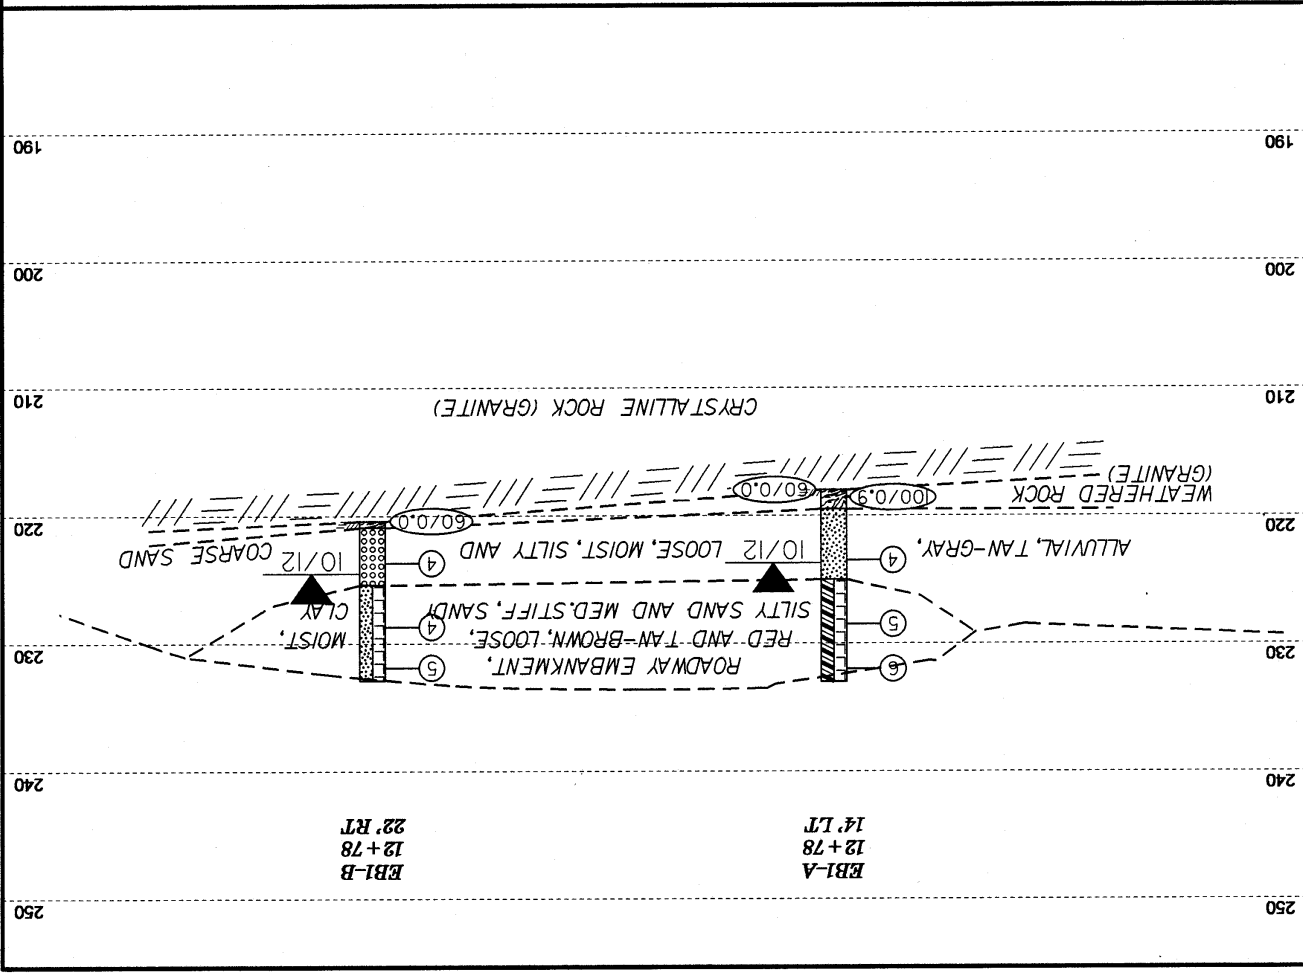 250 250
EB1-A
12+78
14' LT
EB1-B
12+78
22' RT
240 240
6 ROADWAY EMBANKMENT, 5
230 230
RED AND TAN-BROWN, LOOSE, MOIST,
5 4
SILTY SAND AND MED.STIFF, SANDY CLAY
10/12 10/12
ALLUVIAL, TAN-GRAY, 4 LOOSE, MOIST, SILTY AND 4 COARSE SAND
220 220
WEATHERED ROCK 100/0.9 60/0.0 60/0.0
(GRANITE)
CRYSTALLINE ROCK (GRANITE)
210 210
200 200
190 190